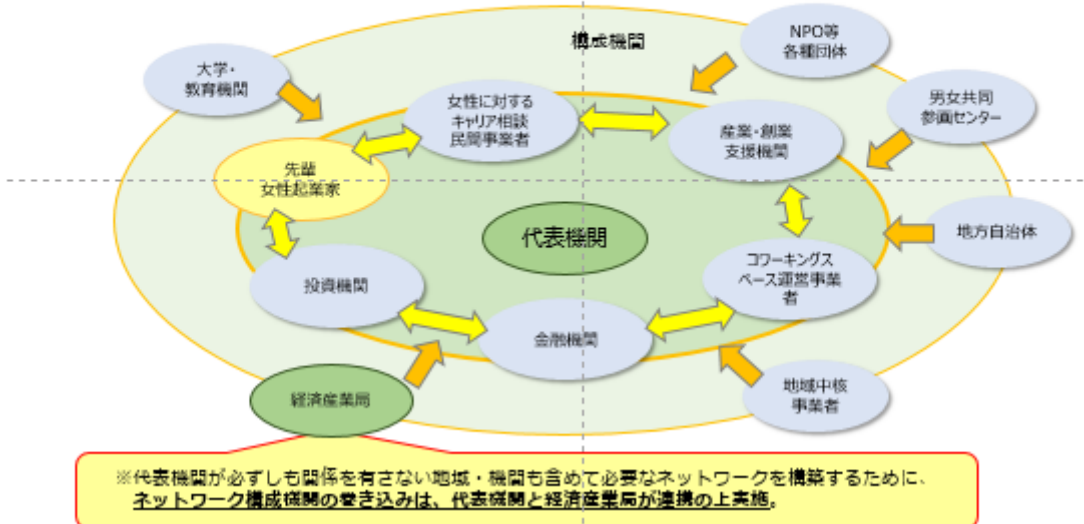 構成機関
NPO等
各種団体
大学・
教育機関
女性に対する
キャリア相談
民間事業者
産業・創業
支援機関
男女共同
参画センター
先輩
女性起業家
代表機関
地方自治体
投資機関
コワーキングス
ペース運営事業
者
金融機関
経済産業局
地域中核
事業者
※代表機関が必ずしも関係を有さない地域・機関も含めて必要なネットワークを構築するために、
ネットワーク構成機関の巻き込みは、代表機関と経済産業局が連携の上実施。